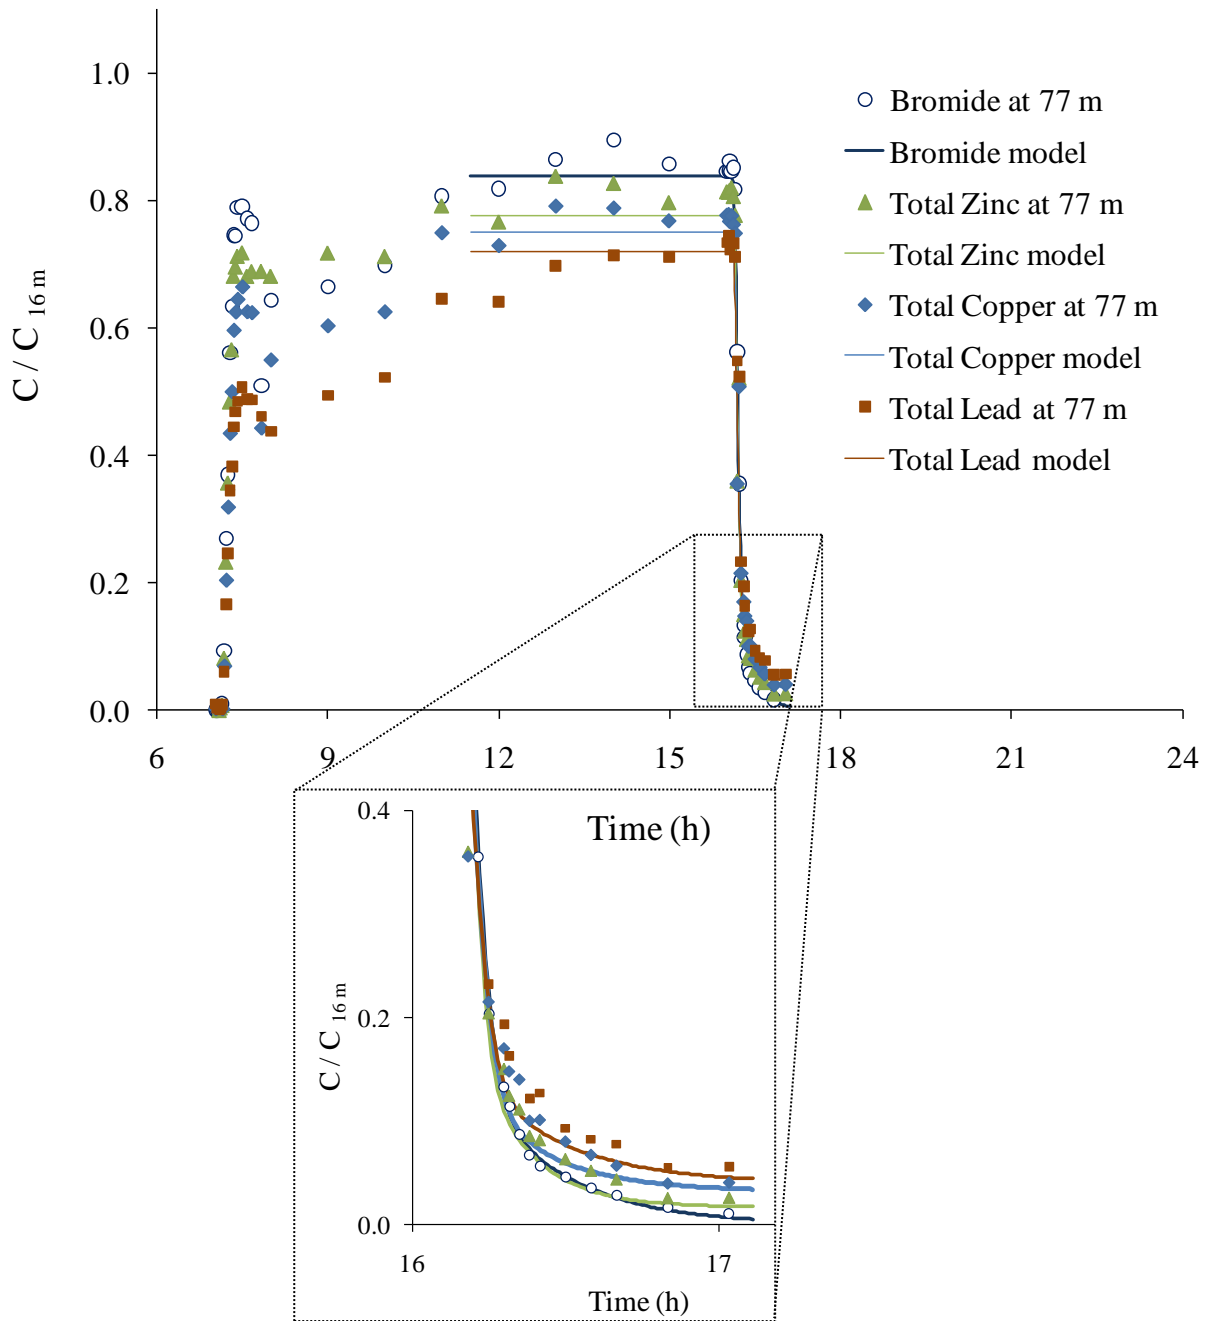 1.0
0.8
0.6
0.4
0.2
0.0
C / C 16 m
6
9
12
15
18
21
24
Time (h)
Bromide at 77 m
Bromide model
Total Zinc at 77 m
Total Zinc model
Total Copper at 77 m
Total Copper model
Total Lead at 77 m
Total Lead model
0.4
0.2
0.0
C / C 16 m
16
17
Time (h)